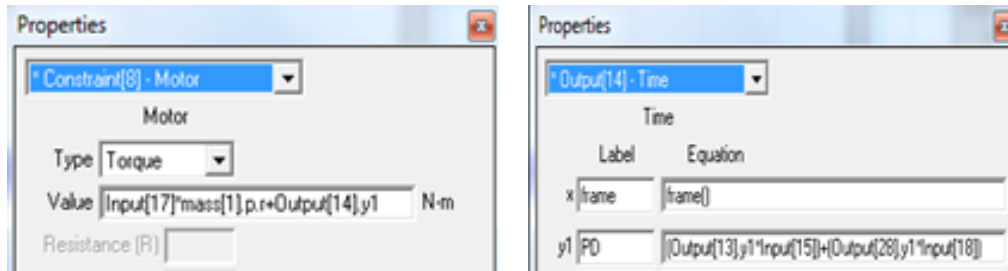 Properties
* Constraint[8] - Motor
Motor
Type Torque
Value Input[17]*mass[1].p.r+Output[14].y1 N-m
Resistance (R)
Properties
* Output[14] - Time
Time
Label Equation
x frame frame()
y1 PD (Output[13].y1*Input[15])+(Output[28].y1*Input[18])